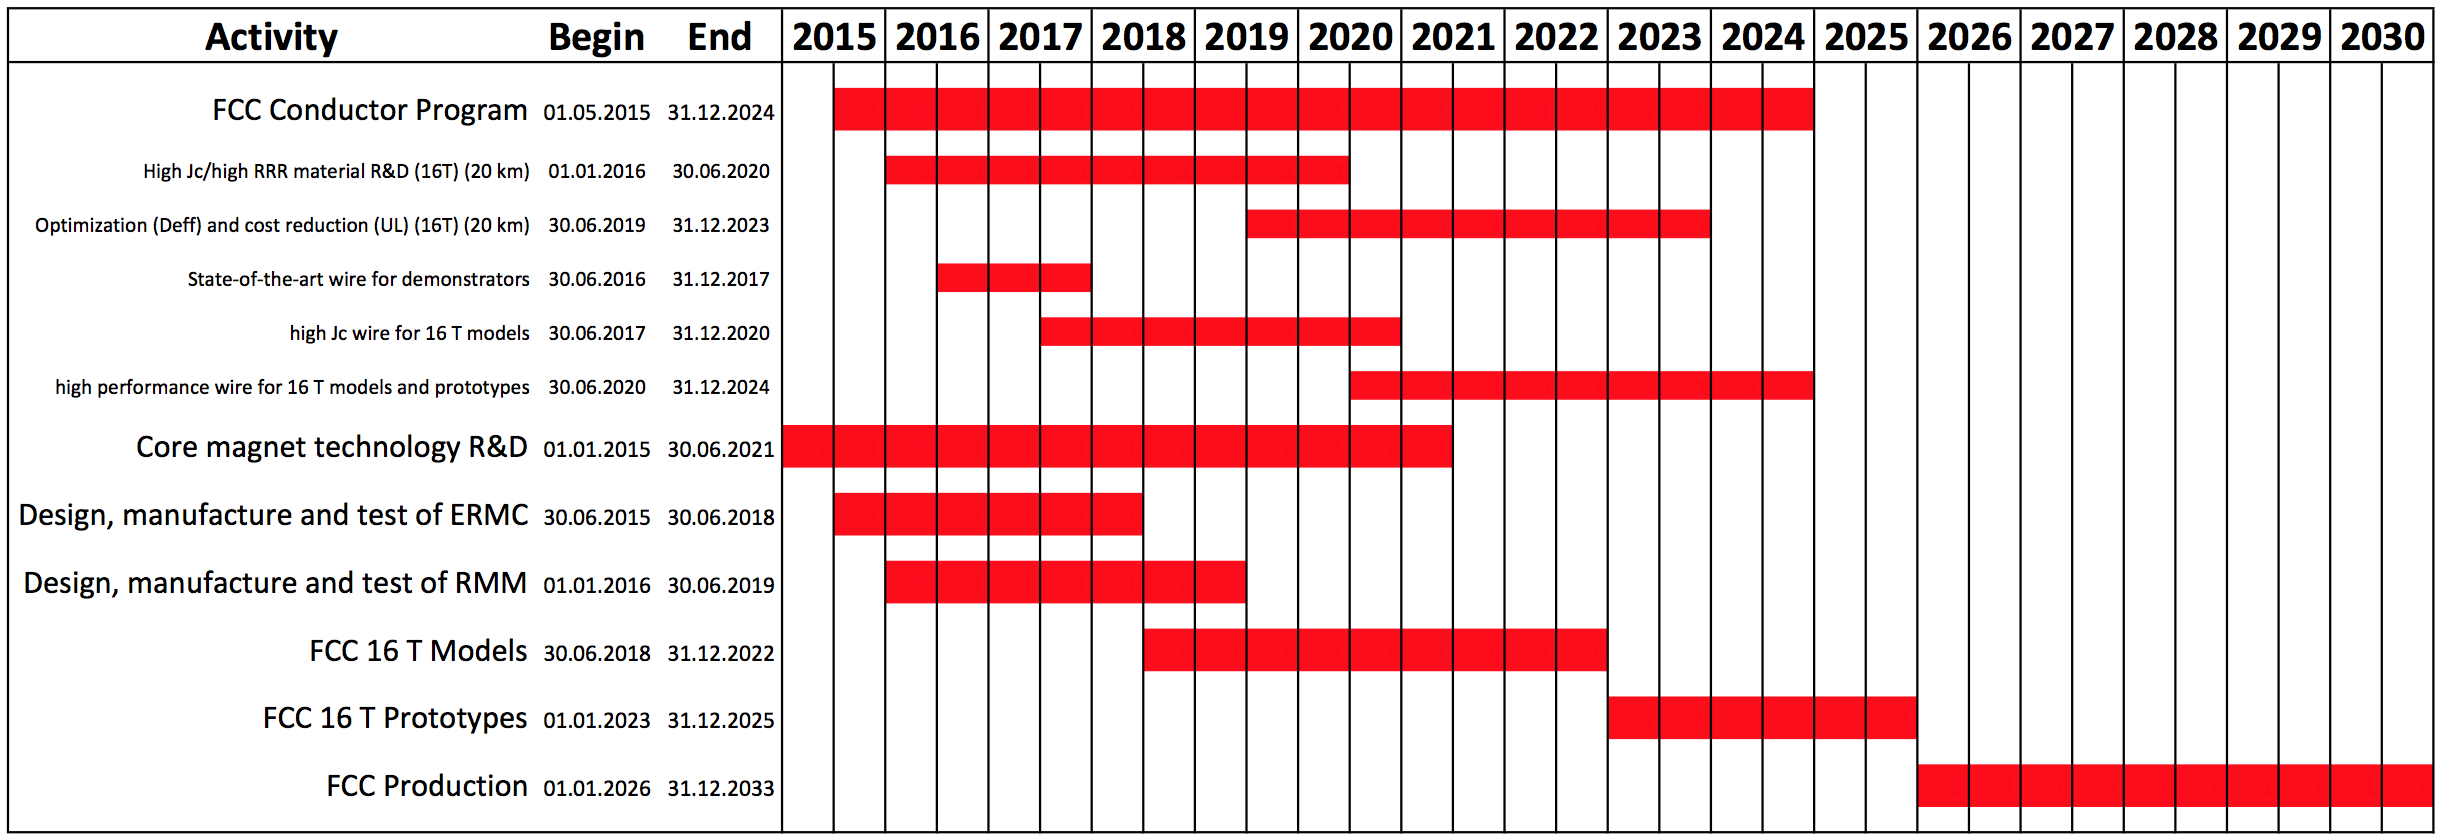 Activity Begin End 2015 2016 2017 2018 2019 2020 2021 2022 2023 2024 2025 2026 2027 2028 2029 2030
FCC Conductor Program 01.05.2015 31.12.2024
High Jc/high RRR material R&D (16T) (20 km) 01.01.2016 30.06.2020
Optimization (Deff) and cost reduction (UL) (16T) (20 km) 30.06.2019 31.12.2023
State-of-the-art wire for demonstrators 30.06.2016 31.12.2017
high Jc wire for 16 T models 30.06.2017 31.12.2020
high performance wire for 16 T models and prototypes 30.06.2020 31.12.2024
Core magnet technology R&D 01.01.2015 30.06.2021
Design, manufacture and test of ERMC 30.06.2015 30.06.2018
Design, manufacture and test of RMM 01.01.2016 30.06.2019
FCC 16 T Models 30.06.2018 31.12.2022
FCC 16 T Prototypes 01.01.2023 31.12.2025
FCC Production 01.01.2026 31.12.2033